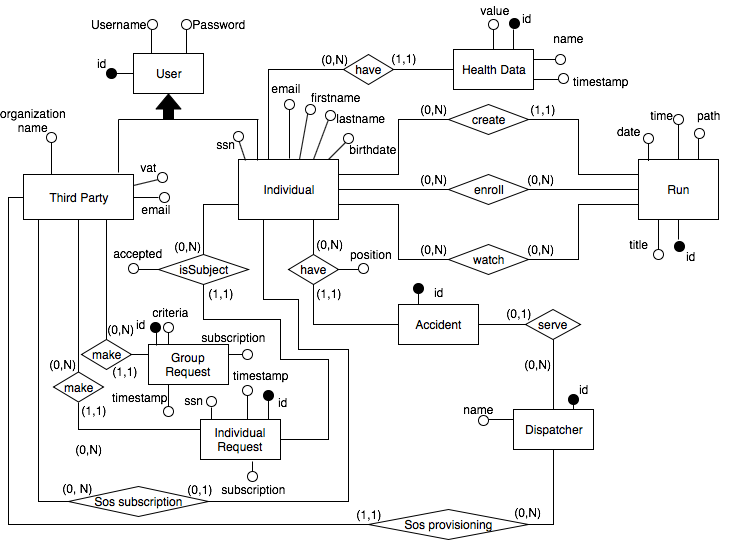 value
id
Username
Password
name
(0,N)
have
(1,1)
id
User
Health Data
timestamp
email
firstname
organization
name
lastname
(0,N)
create
(1,1)
time
path
date
ssn
birthdate
vat
Third Party
Individual
(0,N)
enroll
(0,N)
Run
email
accepted
(0,N)
isSubject
(1,1)
(0,N)
have
(1,1)
position
(0,N)
watch
(0,N)
title
id
id
Accident
(0,1)
serve
(0,N)
criteria
id
(0,N)
make
(1,1)
Group
Request
subscription
timestamp
(0,N)
make
(1,1)
timestamp
ssn
id
Individual
Request
subscription
(0,N)
id
name
Dispatcher
(0, N)
Sos subscription
(0,1)
(1,1)
Sos provisioning
(0,N)